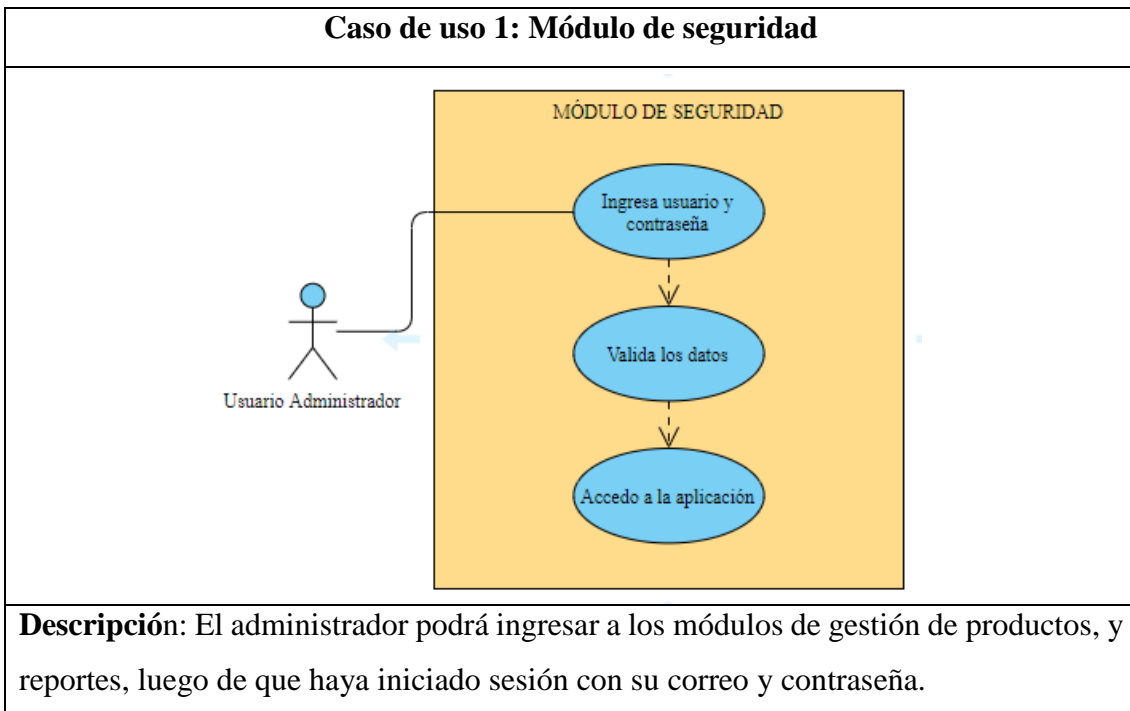 Caso de uso 1: Módulo de seguridad
MÓDULO DE SEGURIDAD
Ingresa usuario y
contraseña
Valida los datos
Usuario Administrador
Accedo a la aplicación
Descripción: El administrador podrá ingresar a los módulos de gestión de productos, y
reportes, luego de que haya iniciado sesión con su correo y contraseña.